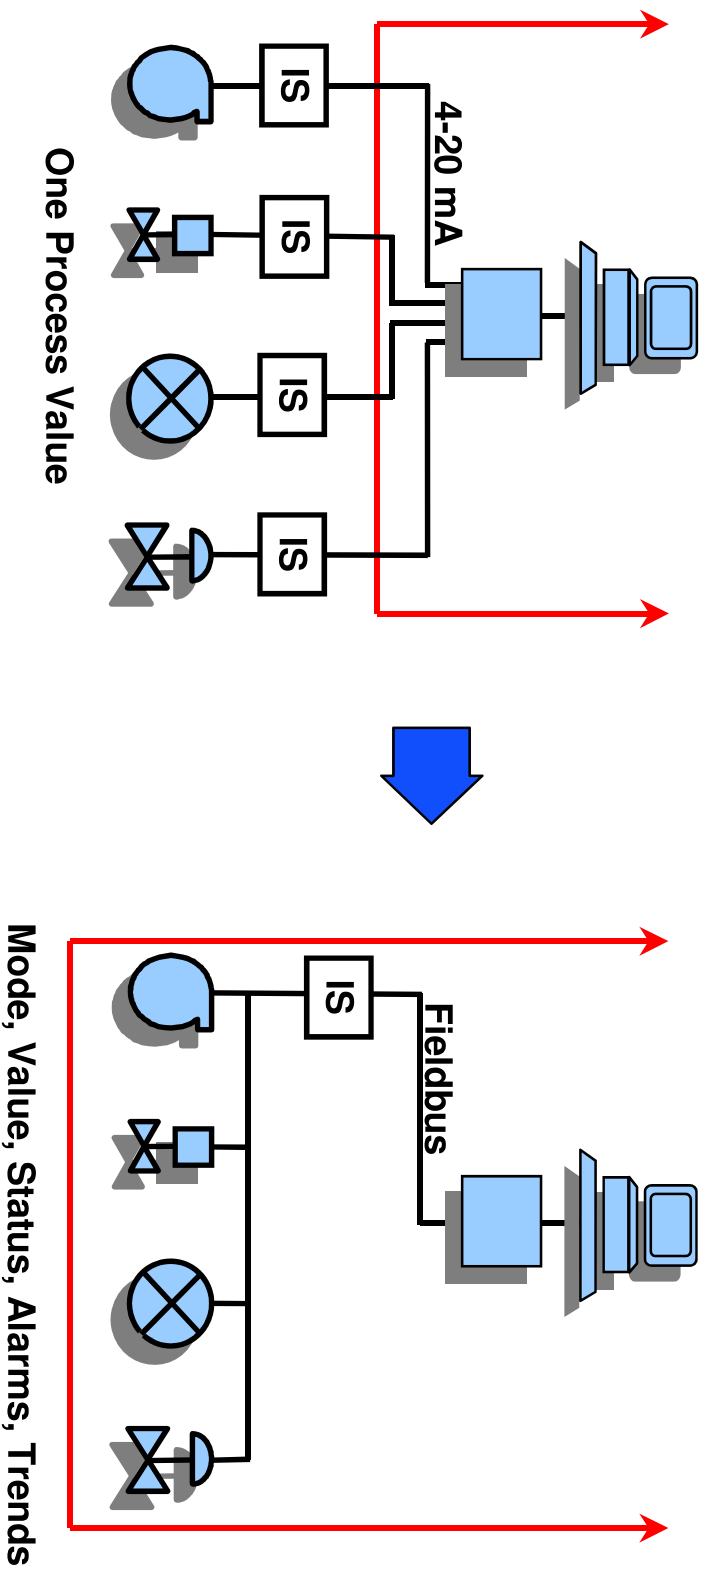 4-20 mA
IS
IS
IS
IS
One Process Value
Fieldbus
IS
Mode, Value, Status, Alarms, Trends